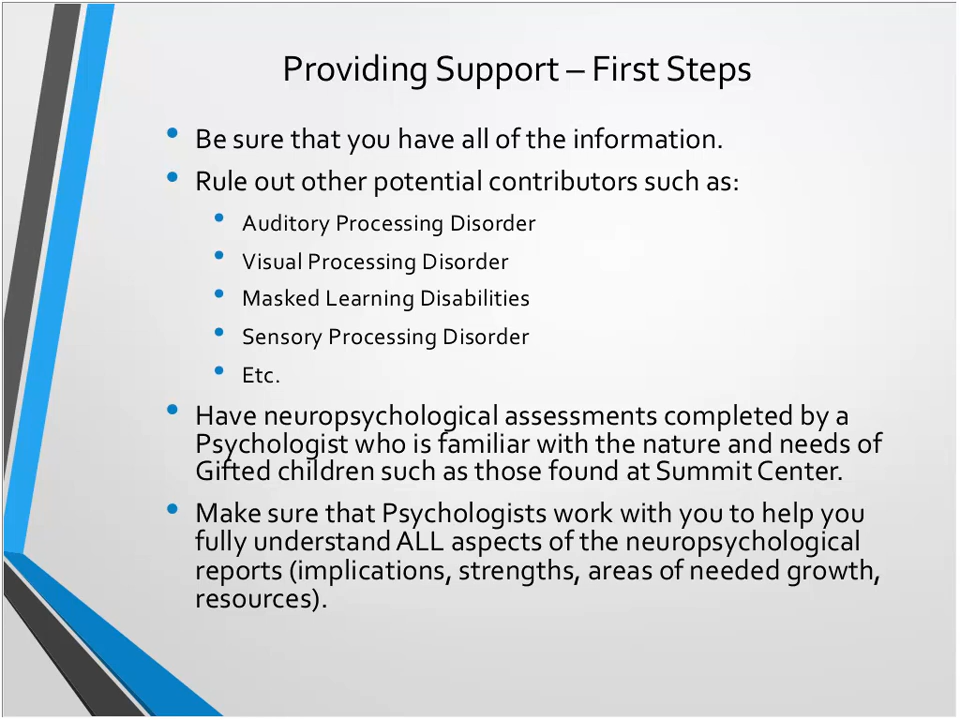 Providing Support – First Steps
• Be sure that you have all of the information.
• Rule out other potential contributors such as:
• Auditory Processing Disorder
• Visual Processing Disorder
• Masked Learning Disabilities
• Sensory Processing Disorder
• Etc.
• Have neuropsychological assessments completed by a
Psychologist who is familiar with the nature and needs of
Gifted children such as those found at Summit Center.
• Make sure that Psychologists work with you to help you
fully understand ALL aspects of the neuropsychological
reports (implications, strengths, areas of needed growth,
resources).